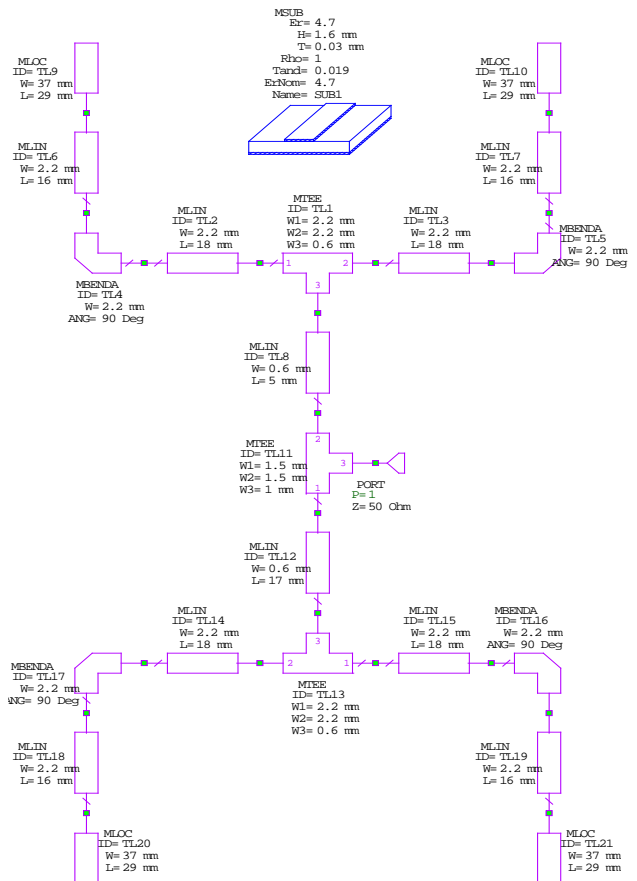 MSUB
Er= 4.7
H= 1.6 mm
T= 0.03 mm
Rho= 1
Tand= 0.019
ErNom= 4.7
Name= SUB1
MLOC
ID= TL9
W= 37 mm
L= 29 mm
MLOC
ID= TL10
W= 37 mm
L= 29 mm
MLIN
ID= TL6
W= 2.2 mm
L= 16 mm
MLIN
ID= TL7
W= 2.2 mm
L= 16 mm
MLIN
ID= TL2
W= 2.2 mm
L= 18 mm
MTEE
ID= TL1
W1= 2.2 mm
W2= 2.2 mm
W3= 0.6 mm
MLIN
ID= TL3
W= 2.2 mm
L= 18 mm
MBENDA
ID= TL5
W= 2.2 mm
ANG= 90 Deg
1
2
3
MBENDA
ID= TL4
W= 2.2 mm
ANG= 90 Deg
MLIN
ID= TL8
W= 0.6 mm
L= 5 mm
MTEE
ID= TL11
W1= 1.5 mm
W2= 1.5 mm
W3= 1 mm
2
3
1
PORT
P= 1
Z= 50 Ohm
MLIN
ID= TL12
W= 0.6 mm
L= 17 mm
MLIN
ID= TL14
W= 2.2 mm
L= 18 mm
MLIN
ID= TL15
W= 2.2 mm
L= 18 mm
MBENDA
ID= TL16
W= 2.2 mm
ANG= 90 Deg
3
2
1
MBENDA
ID= TL17
W= 2.2 mm
ANG= 90 Deg
MTEE
ID= TL13
W1= 2.2 mm
W2= 2.2 mm
W3= 0.6 mm
MLIN
ID= TL18
W= 2.2 mm
L= 16 mm
MLIN
ID= TL19
W= 2.2 mm
L= 16 mm
MLOC
ID= TL20
W= 37 mm
L= 29 mm
MLOC
ID= TL21
W= 37 mm
L= 29 mm